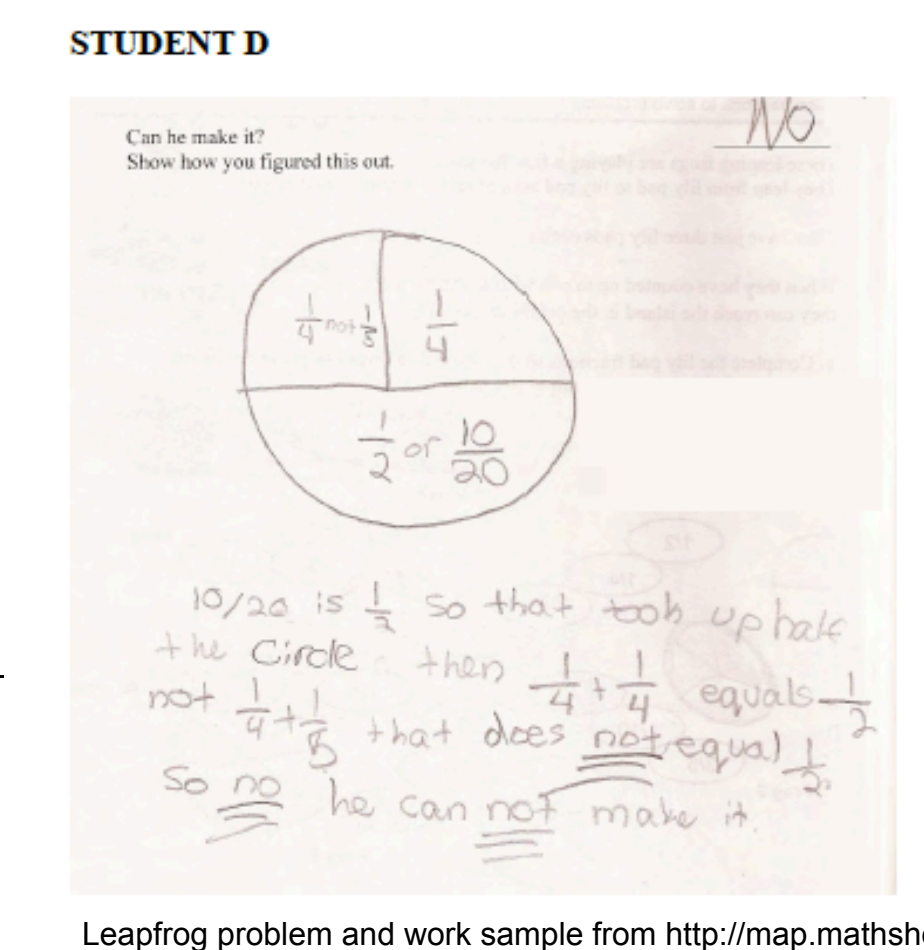 STUDENT D
No
Can he make it?
Show how you figured this out.
1/4 not 1/5
1/4
1/2 or 10/20
10/20 is 1/2 so that took up half
the Circle then 1/4 + 1/4 equals 1/2
not 1/4 + 1/5 that does not equal 1/2
So no he can not make it.
Leapfrog problem and work sample from http://map.mathsh